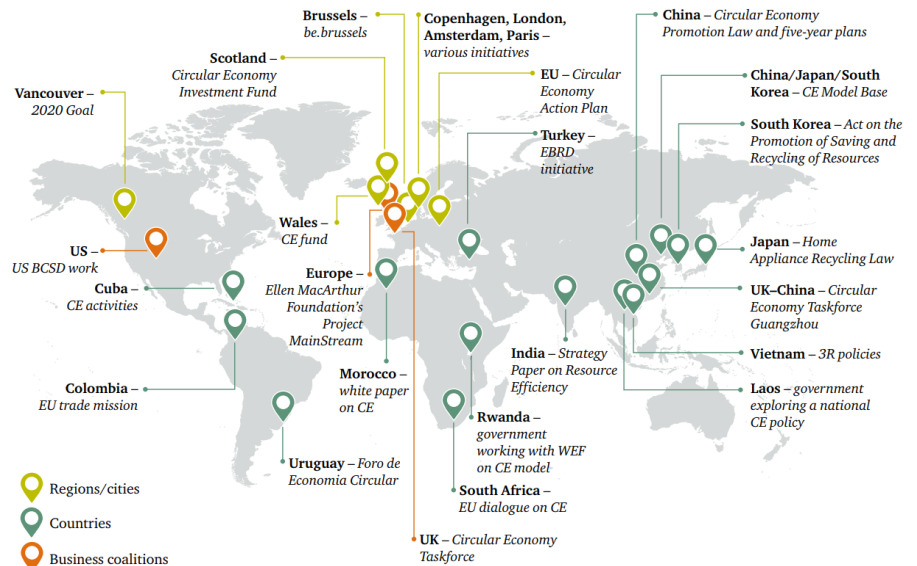 Brussels –
be.brussels
Copenhagen, London,
Amsterdam, Paris –
various initiatives
China – Circular Economy
Promotion Law and five-year plans
Scotland –
Circular Economy
Investment Fund
EU – Circular
Economy
Action Plan
China/Japan/South
Korea – CE Model Base
Vancouver –
2020 Goal
South Korea – Act on the
Promotion of Saving and
Recycling of Resources
Turkey –
EBRD
initiative
Wales –
CE fund
US –
US BCSD work
Japan – Home
Appliance Recycling Law
Cuba –
CE activities
Europe –
Ellen MacArthur
Foundation’s
Project
MainStream
UK–China – Circular
Economy Taskforce
Guangzhou
India – Strategy
Paper on Resource
Efficiency
Vietnam – 3R policies
Morocco –
white paper
on CE
Colombia –
EU trade mission
Laos – government
exploring a national
CE policy
Rwanda –
government
working with WEF
on CE model
Uruguay – Foro de
Economia Circular
South Africa –
EU dialogue on CE
UK – Circular Economy
Taskforce
Regions/cities
Countries
Business coalitions